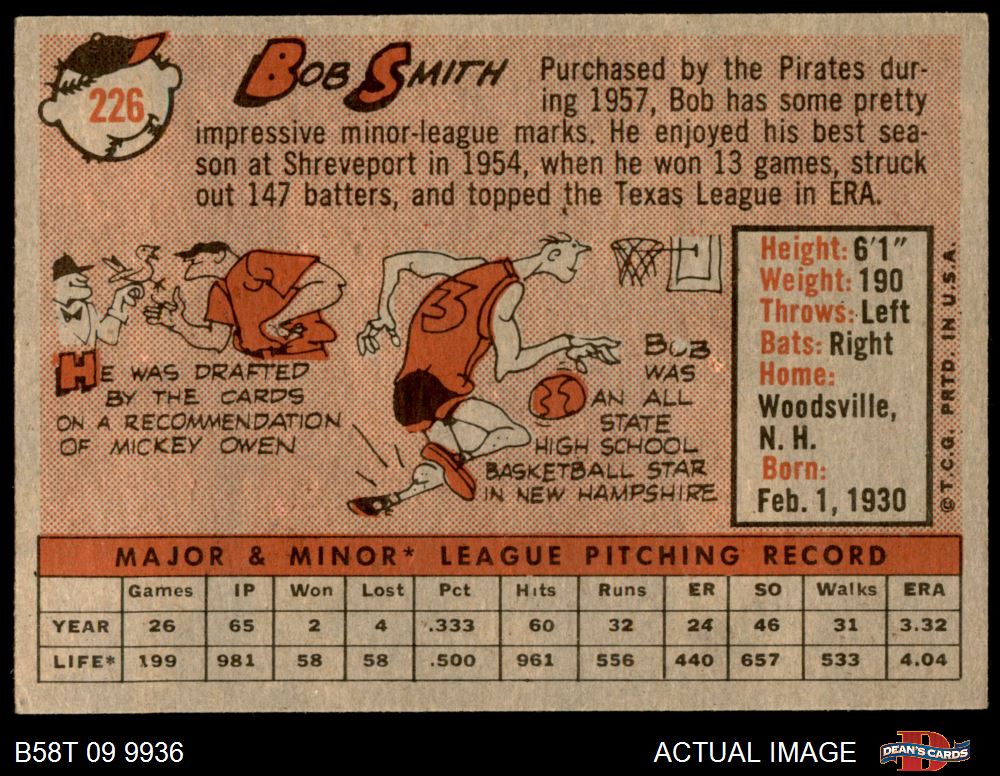 226
BOB SMITH
Purchased by the Pirates dur-
ing 1957, Bob has some pretty
impressive minor-league marks. He enjoyed his best sea-
son at Shreveport in 1954, when he won 13 games, struck
out 147 batters, and topped the Texas League in ERA.
HE WAS DRAFTED
BY THE CARDS
ON A RECOMMENDATION
OF MICKEY OWEN
3
BOB
WAS
AN ALL
STATE
HIGH SCHOOL
BASKETBALL STAR
IN NEW HAMPSHIRE
Height: 6'1"
Weight: 190
Throws: Left
Bats: Right
Home:
Woodsville,
N. H.
Born:
Feb. 1, 1930
© T.C.G. PRTD. IN U.S.A.
MAJOR & MINOR* LEAGUE PITCHING RECORD
Games IP Won Lost Pct Hits Runs ER SO Walks ERA
YEAR 26 65 2 4 .333 60 32 24 46 31 3.32
LIFE* 199 981 58 58 .500 961 556 440 657 533 4.04
B58T 09 9936
ACTUAL IMAGE
D
DEAN'S CARDS